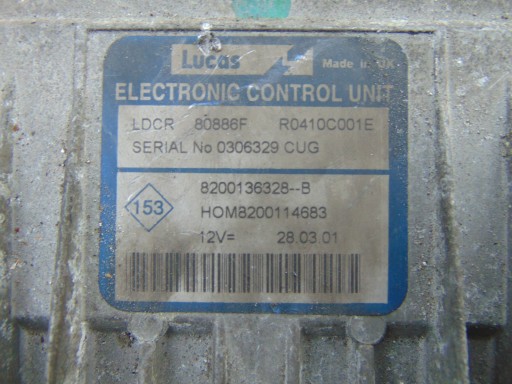 Lucas
Made in UK
ELECTRONIC CONTROL UNIT
LDCR 80886F R0410C001E
SERIAL No 0306329 CUG
8200136328--B
153
HOM8200114683
12V= 28.03.01